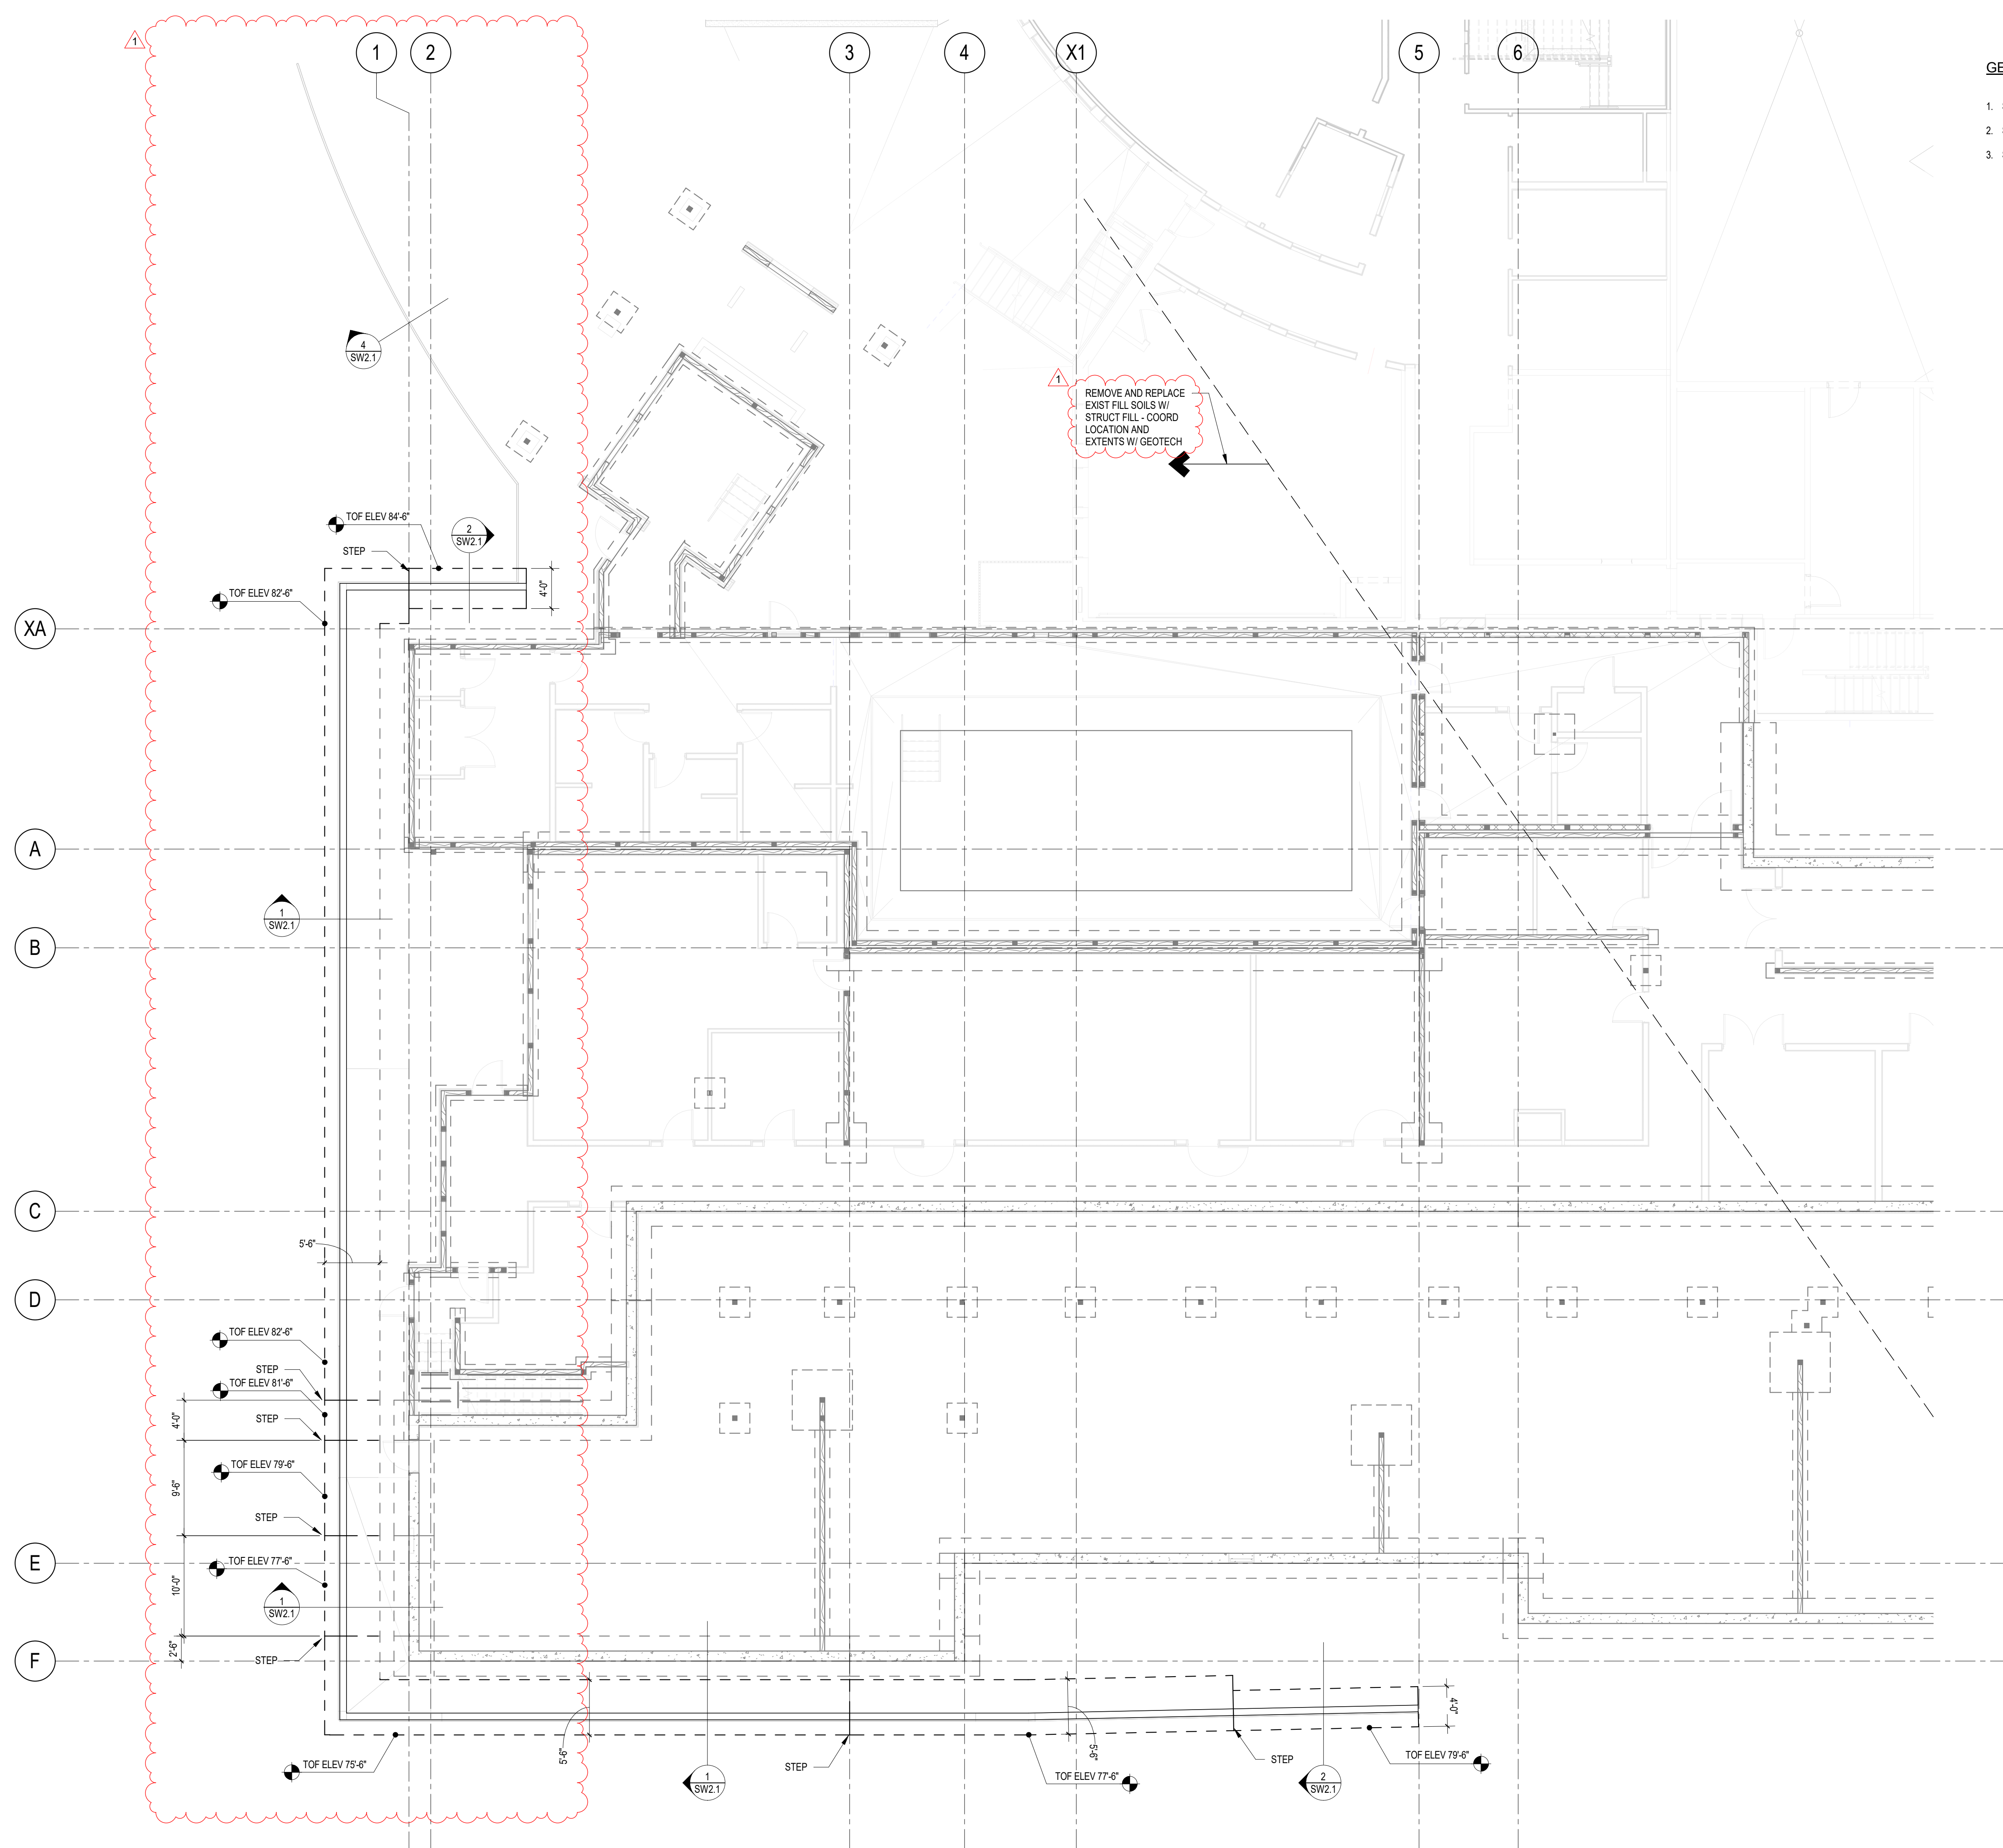 1
1
2
3
4
X1
5
6
GE
1.
2.
3.
4
SW2.1
1
REMOVE AND REPLACE
EXIST FILL SOILS W/
STRUCT FILL - COORD
LOCATION AND
EXTENTS W/ GEOTECH
TOF ELEV 84'-6"
2
SW2.1
STEP
4'-0"
TOF ELEV 82'-6"
XA
A
1
SW2.1
B
C
5'-6"
D
TOF ELEV 82'-6"
STEP
TOF ELEV 81'-6"
4'-0"
STEP
TOF ELEV 79'-6"
9'-6"
STEP
E
TOF ELEV 77'-6"
10'-0"
1
SW2.1
2'-6"
STEP
F
4'-0"
5'-6"
5'-6"
TOF ELEV 75'-6"
STEP
1
SW2.1
TOF ELEV 77'-6"
STEP
2
SW2.1
TOF ELEV 79'-6"